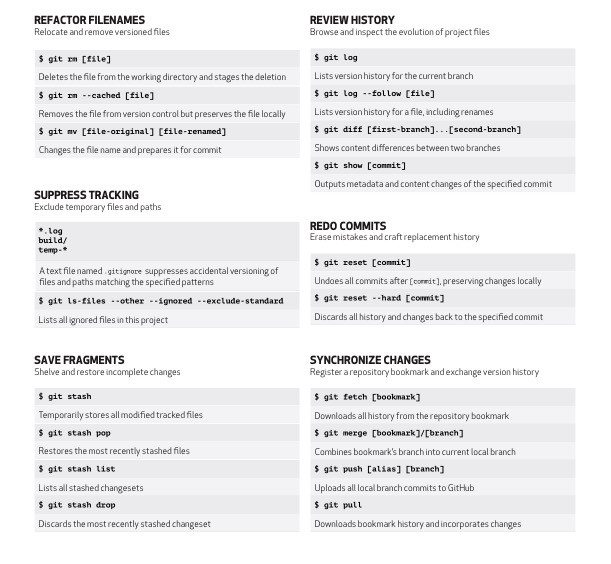 REFACTOR FILENAMES
Relocate and remove versioned files
$ git rm [file]
Deletes the file from the working directory and stages the deletion
$ git rm --cached [file]
Removes the file from version control but preserves the file locally
$ git mv [file-original] [file-renamed]
Changes the file name and prepares it for commit
SUPPRESS TRACKING
Exclude temporary files and paths
*.log
build/
temp-*
A text file named .gitignore suppresses accidental versioning of
files and paths matching the specified patterns
$ git ls-files --other --ignored --exclude-standard
Lists all ignored files in this project
SAVE FRAGMENTS
Shelve and restore incomplete changes
$ git stash
Temporarily stores all modified tracked files
$ git stash pop
Restores the most recently stashed files
$ git stash list
Lists all stashed changesets
$ git stash drop
Discards the most recently stashed changeset
REVIEW HISTORY
Browse and inspect the evolution of project files
$ git log
Lists version history for the current branch
$ git log --follow [file]
Lists version history for a file, including renames
$ git diff [first-branch]...[second-branch]
Shows content differences between two branches
$ git show [commit]
Outputs metadata and content changes of the specified commit
REDO COMMITS
Erase mistakes and craft replacement history
$ git reset [commit]
Undoes all commits after [commit], preserving changes locally
$ git reset --hard [commit]
Discards all history and changes back to the specified commit
SYNCHRONIZE CHANGES
Register a repository bookmark and exchange version history
$ git fetch [bookmark]
Downloads all history from the repository bookmark
$ git merge [bookmark]/[branch]
Combines bookmark's branch into current local branch
$ git push [alias] [branch]
Uploads all local branch commits to GitHub
$ git pull
Downloads bookmark history and incorporates changes